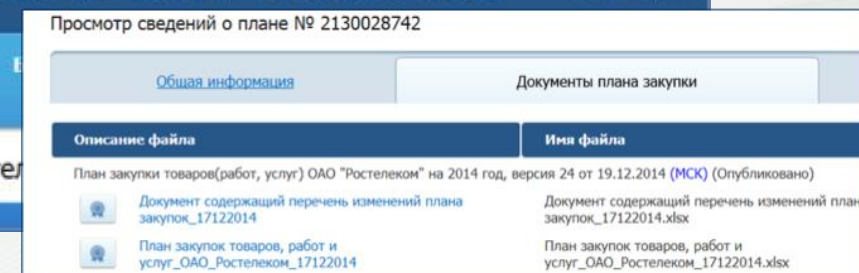 Просмотр сведений о плане № 2130028742
Общая информация
Документы плана закупки
Описание файла
Имя файла
План закупки товаров(работ, услуг) ОАО "Ростелеком" на 2014 год, версия 24 от 19.12.2014 (МСК) (Опубликовано)
Документ содержащий перечень изменений плана
закупок_17122014
Документ содержащий перечень изменений план
закупок_17122014.xlsx
План закупок товаров, работ и
услуг_ОАО_Ростелеком_17122014
План закупок товаров, работ и
услуг_ОАО_Ростелеком_17122014.xlsx